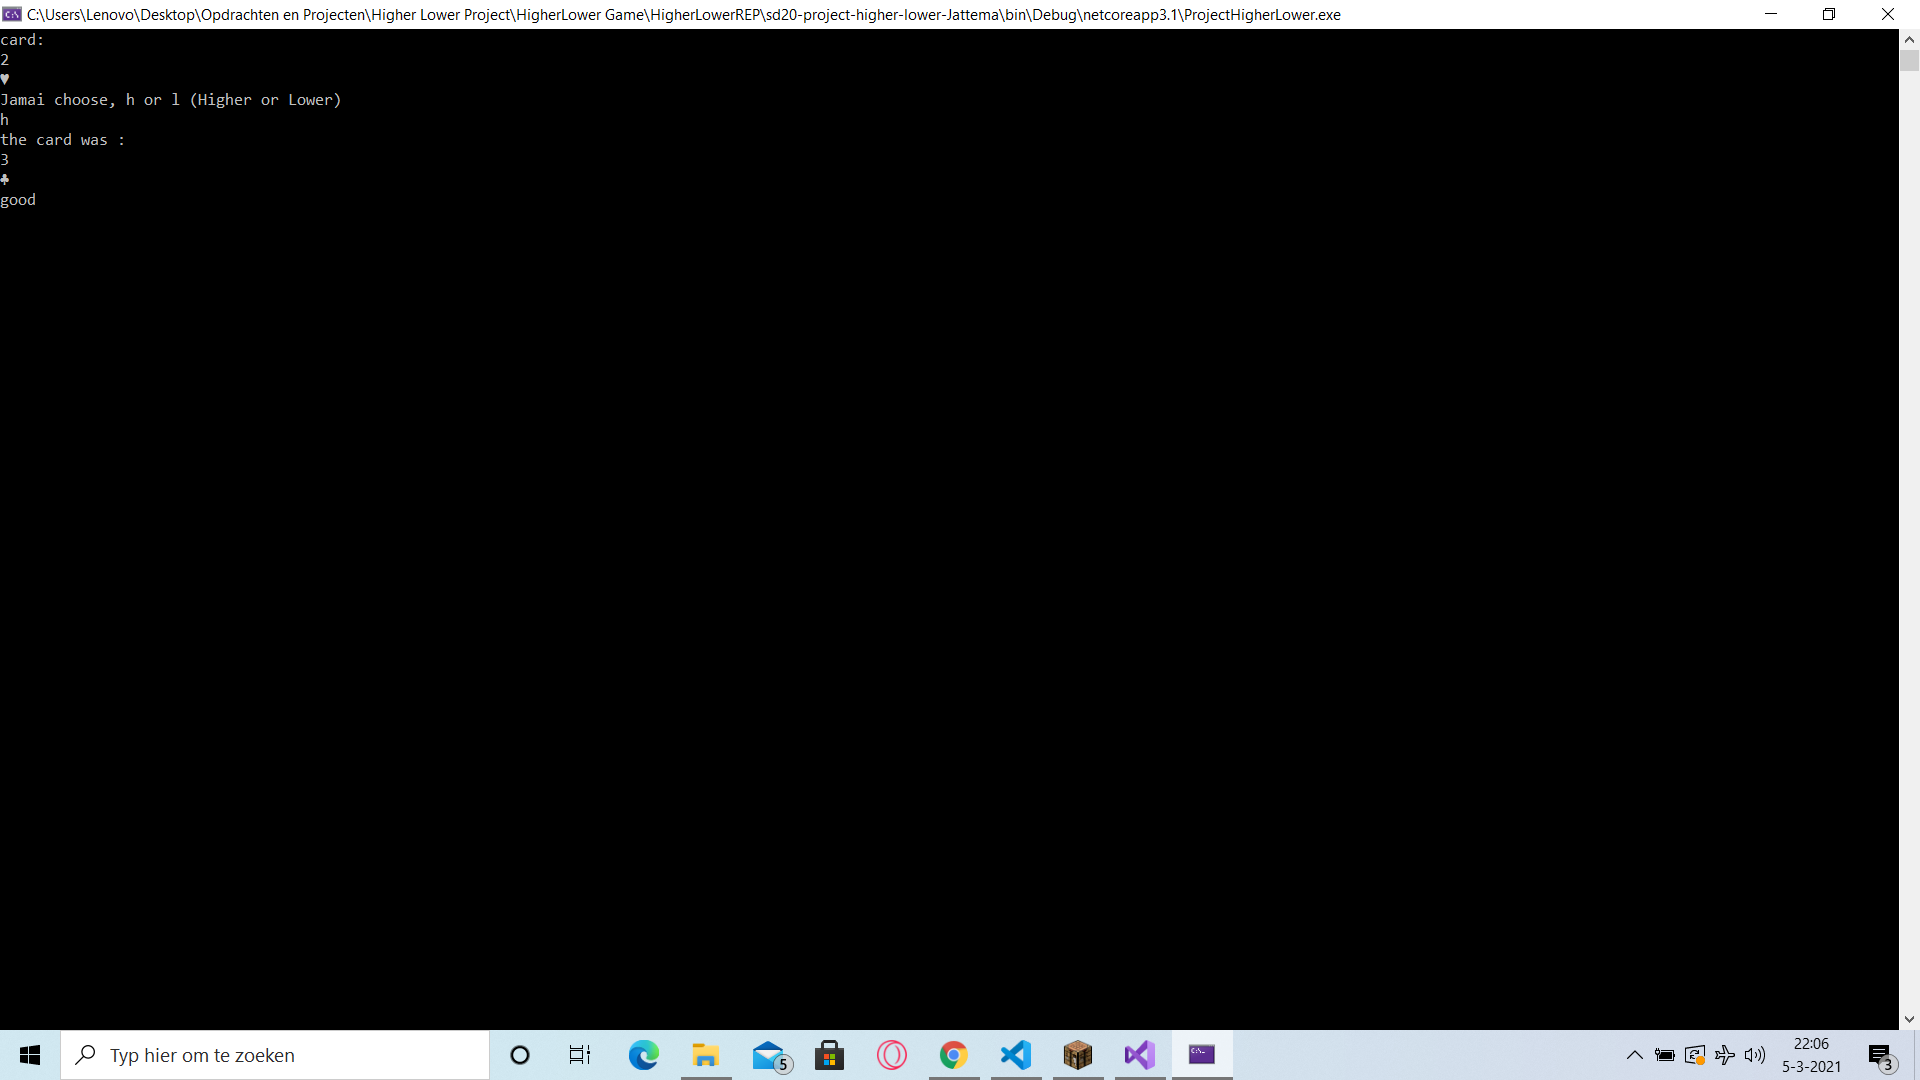 C:\Users\Lenovo\Desktop\Opdrachten en Projecten\Higher Lower Project\HigherLower Game\HigherLowerREP\sd20-project-higher-lower-Jattema\bin\Debug\netcoreapp3.1\ProjectHigherLower.exe
card:
2
♥
Jamai choose, h or l (Higher or Lower)
h
the card was :
3
♣
good
Typ hier om te zoeken
5
22:06
5-3-2021
3